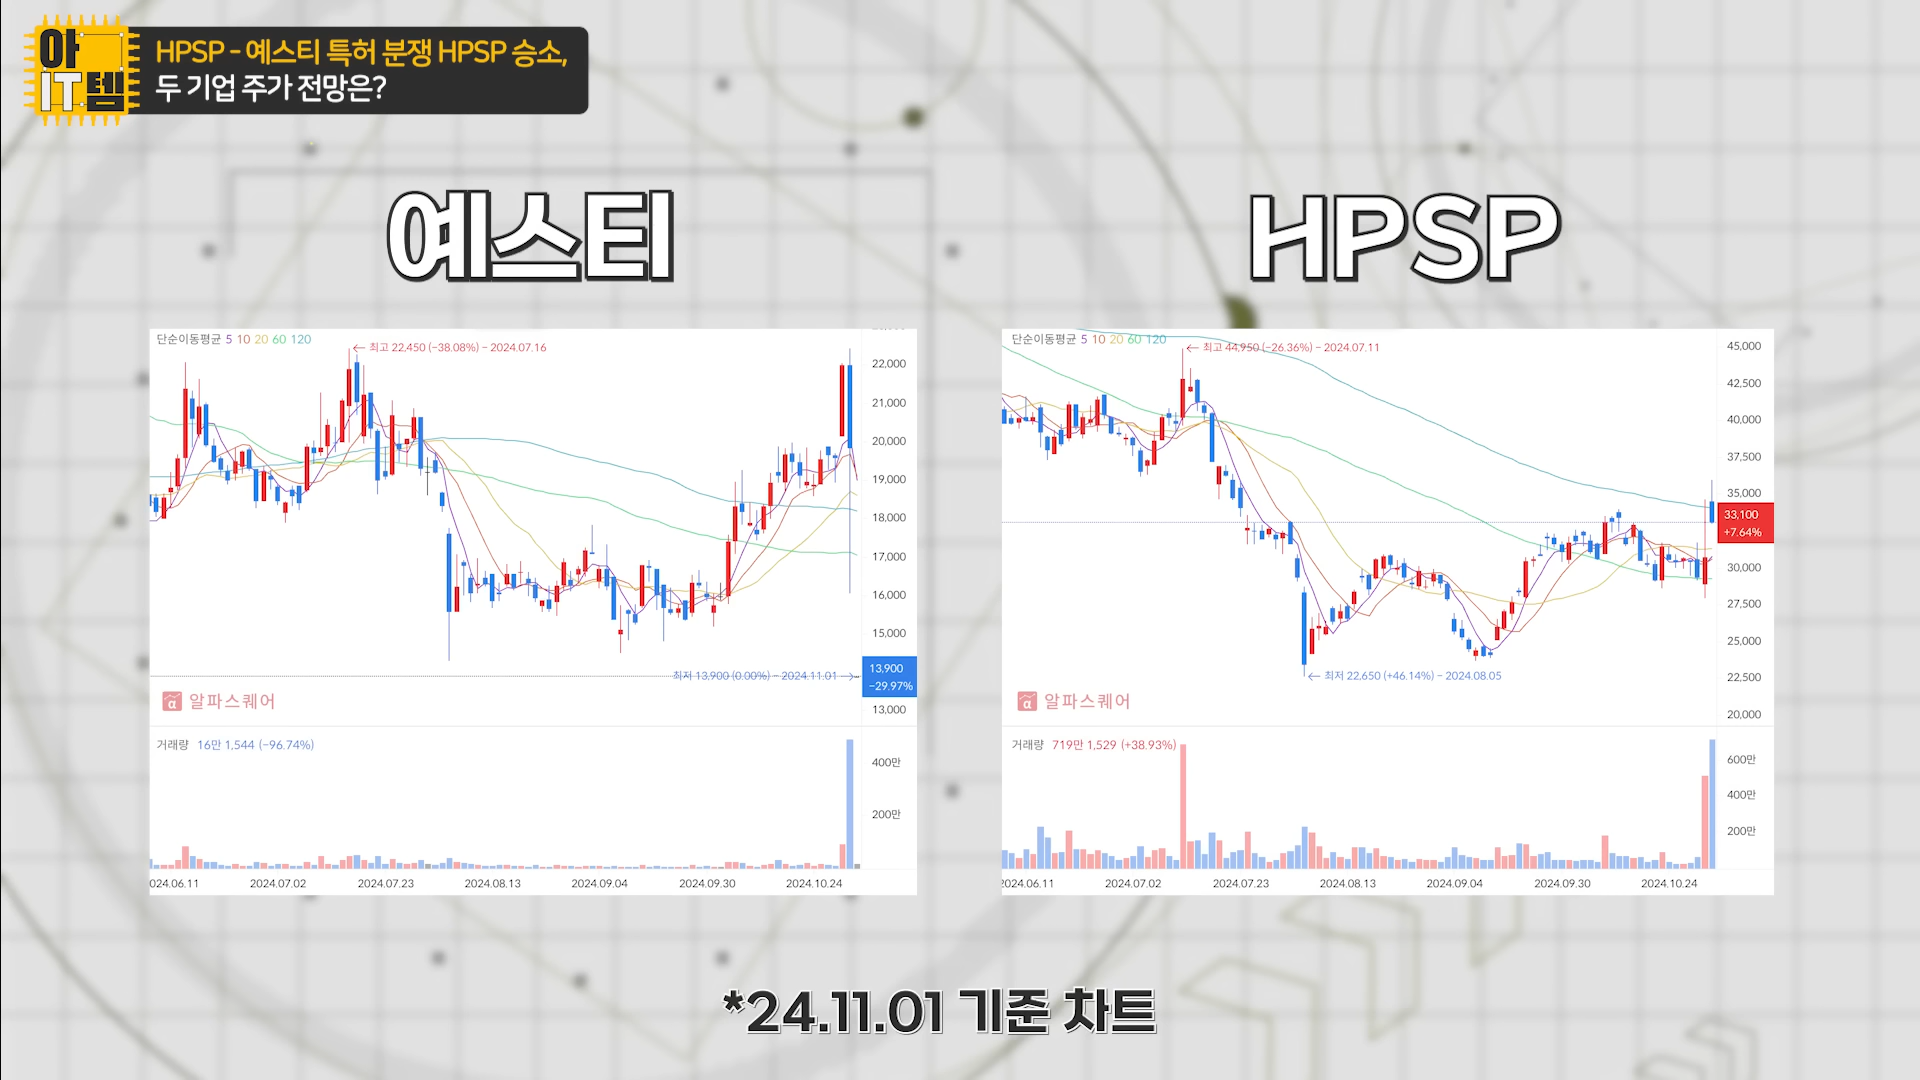 아
IT템
HPSP - 예스티 특허 분쟁 HPSP 승소,
두 기업 주가 전망은?
예스티
HPSP
단순이동평균 5 10 20 60 120
← 최고 22,450 (−38.08%) − 2024.07.16
22,000
21,000
20,000
19,000
18,000
17,000
16,000
15,000
최저 13,900 (0.00%) − 2024.11.01 →
13,900
−29.97%
13,000
알파스퀘어
거래량 16만 1,544 (−96.74%)
400만
200만
024.06.11 2024.07.02 2024.07.23 2024.08.13 2024.09.04 2024.09.30 2024.10.24
단순이동평균 5 10 20 60 120
← 최고 44,950 (−26.36%) − 2024.07.11
45,000
42,500
40,000
37,500
35,000
33,100
+7.64%
30,000
27,500
25,000
22,500
20,000
← 최저 22,650 (+46.14%) − 2024.08.05
알파스퀘어
거래량 719만 1,529 (+38.93%)
600만
400만
200만
2024.06.11 2024.07.02 2024.07.23 2024.08.13 2024.09.04 2024.09.30 2024.10.24
*24.11.01 기준 차트